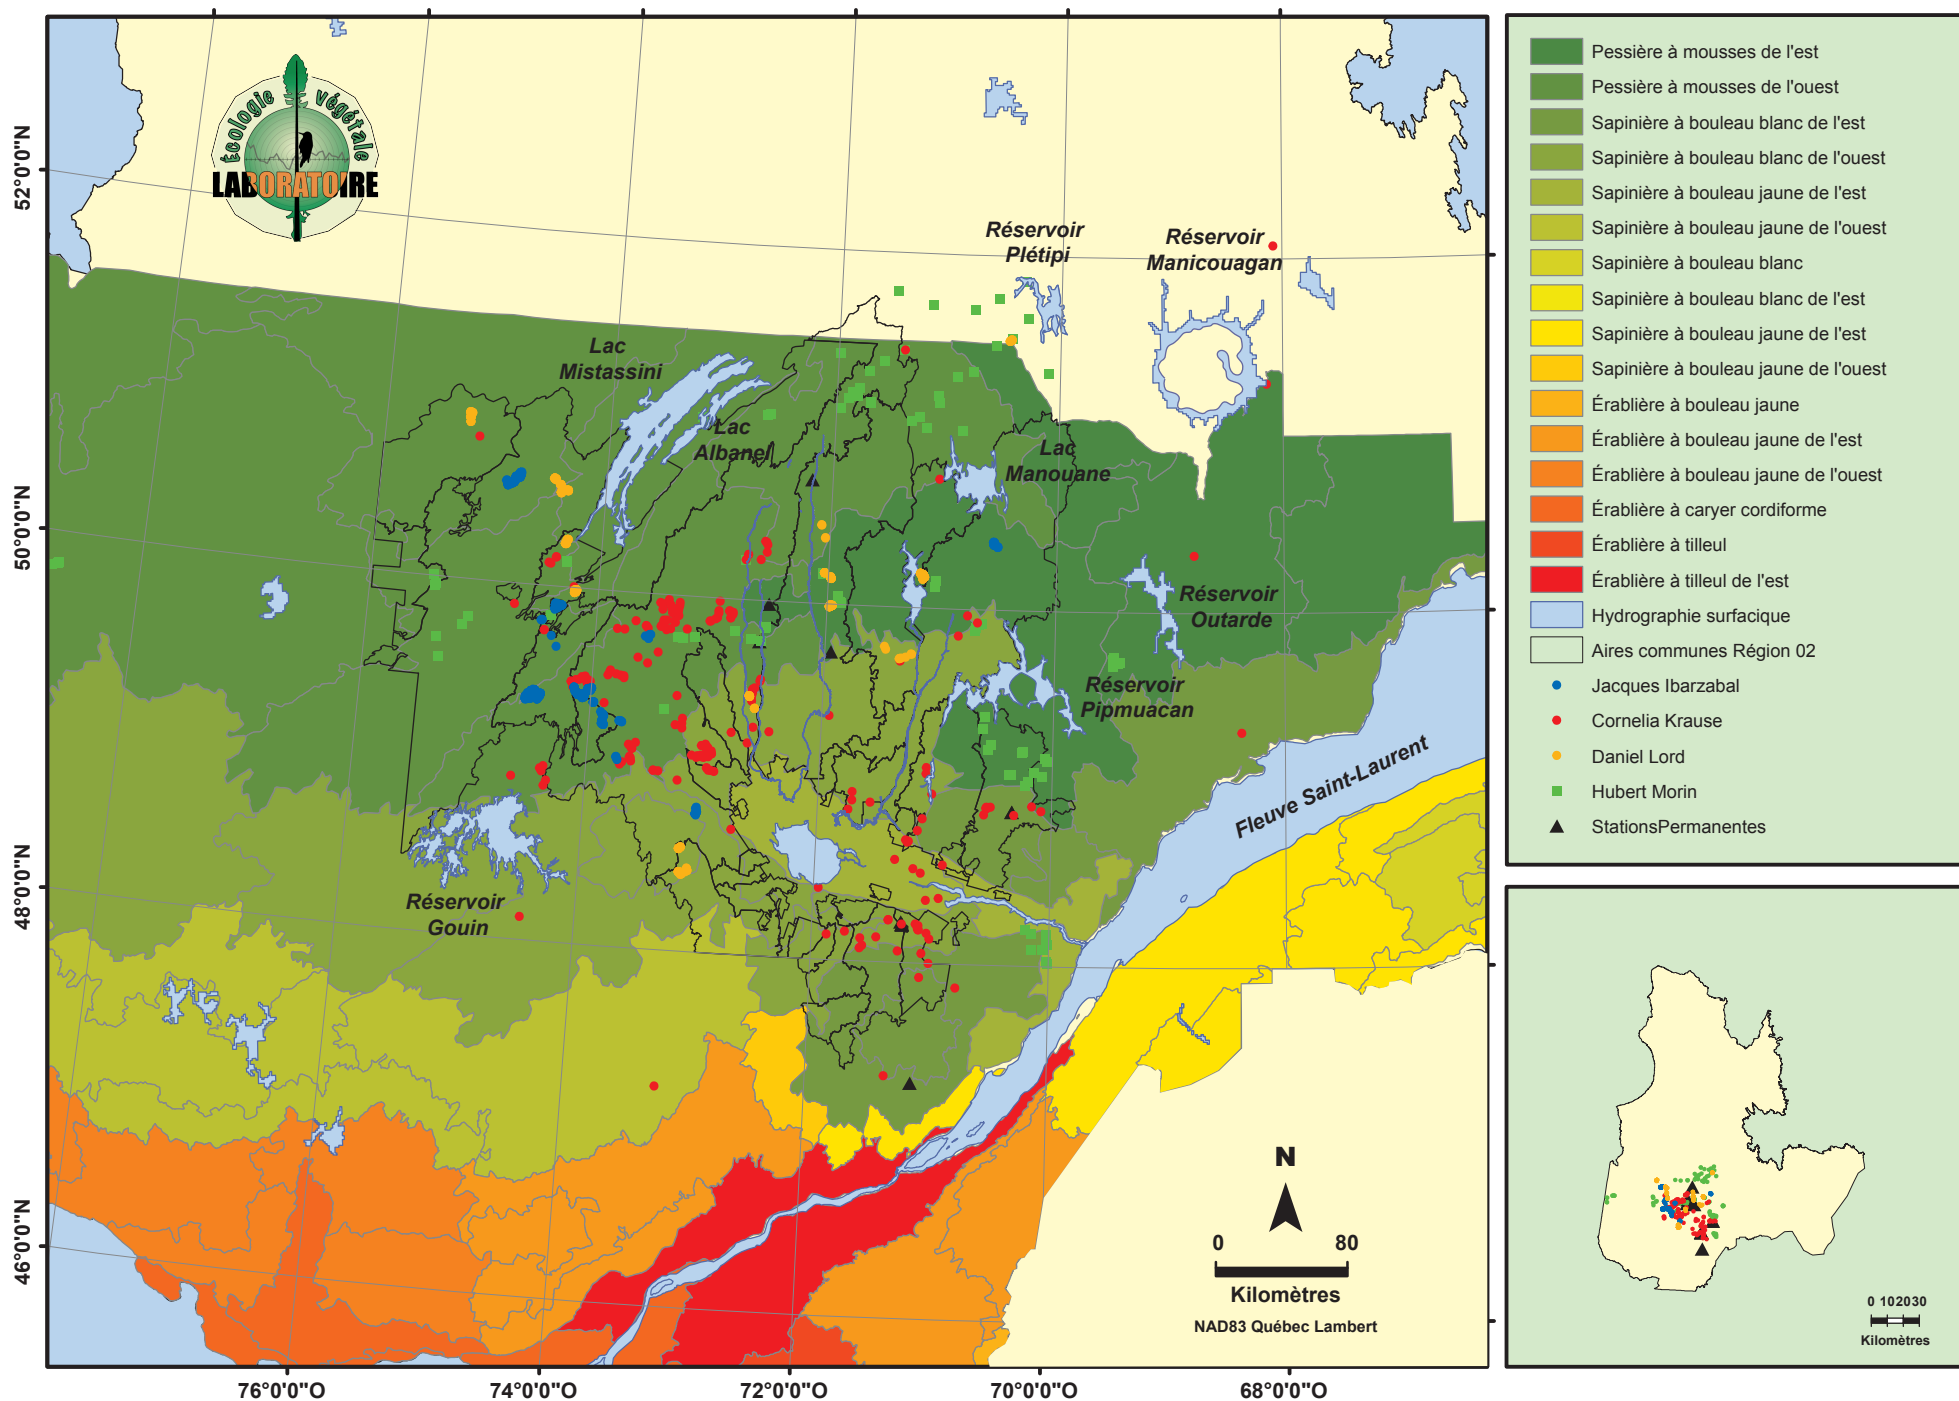 écologie végétale
LABORATOIRE
52°0'0"N
50°0'0"N
48°0'0"N
46°0'0"N
76°0'0"O
74°0'0"O
72°0'0"O
70°0'0"O
68°0'0"O
Réservoir
Plétipi
Réservoir
Manicouagan
Lac
Mistassini
Lac
Albanel
Lac
Manouane
Réservoir
Outarde
Réservoir
Pipmuacan
Fleuve Saint-Laurent
Réservoir
Gouin
N
0 80
Kilomètres
NAD83 Québec Lambert
Pessière à mousses de l'est
Pessière à mousses de l'ouest
Sapinière à bouleau blanc de l'est
Sapinière à bouleau blanc de l'ouest
Sapinière à bouleau jaune de l'est
Sapinière à bouleau jaune de l'ouest
Sapinière à bouleau blanc
Sapinière à bouleau blanc de l'est
Sapinière à bouleau jaune de l'est
Sapinière à bouleau jaune de l'ouest
Érablière à bouleau jaune
Érablière à bouleau jaune de l'est
Érablière à bouleau jaune de l'ouest
Érablière à caryer cordiforme
Érablière à tilleul
Érablière à tilleul de l'est
Hydrographie surfacique
Aires communes Région 02
Jacques Ibarzabal
Cornelia Krause
Daniel Lord
Hubert Morin
StationsPermanentes
0 102030
Kilomètres